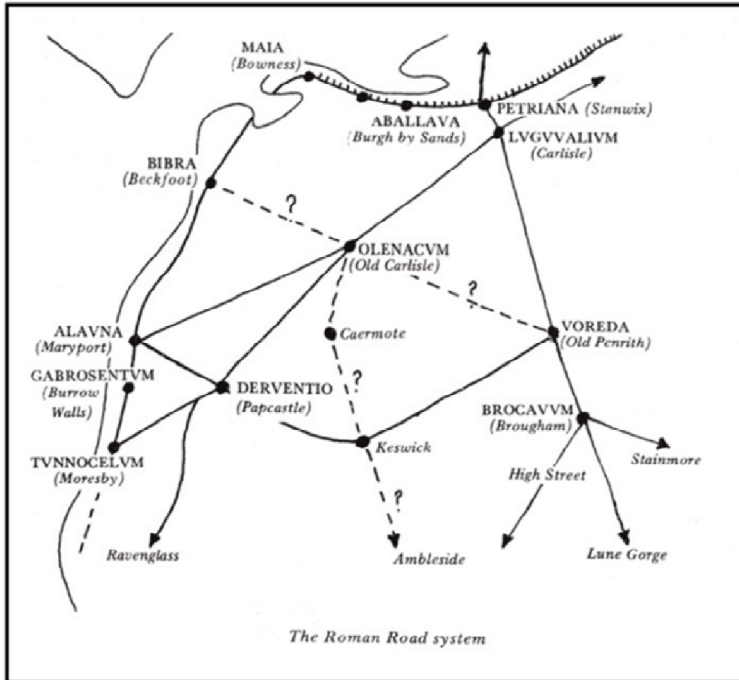 MAIA
(Bowness)
PETRIANA (Stanwix)
ABALLAVA
(Burgh by Sands)
LVGVVALIVM
(Carlisle)
BIBRA
(Beckfoot)
?
OLENACVM
(Old Carlisle)
?
ALAVNA
(Maryport)
Caermote
VOREDA
(Old Penrith)
GABROSENTVM
(Burrow
Walls)
DERVENTIO
(Papcastle)
?
BROCAVVM
(Brougham)
TVNNOCELVM
(Moresby)
Keswick
Stainmore
High Street
?
Ravenglass
Ambleside
Lune Gorge
The Roman Road system